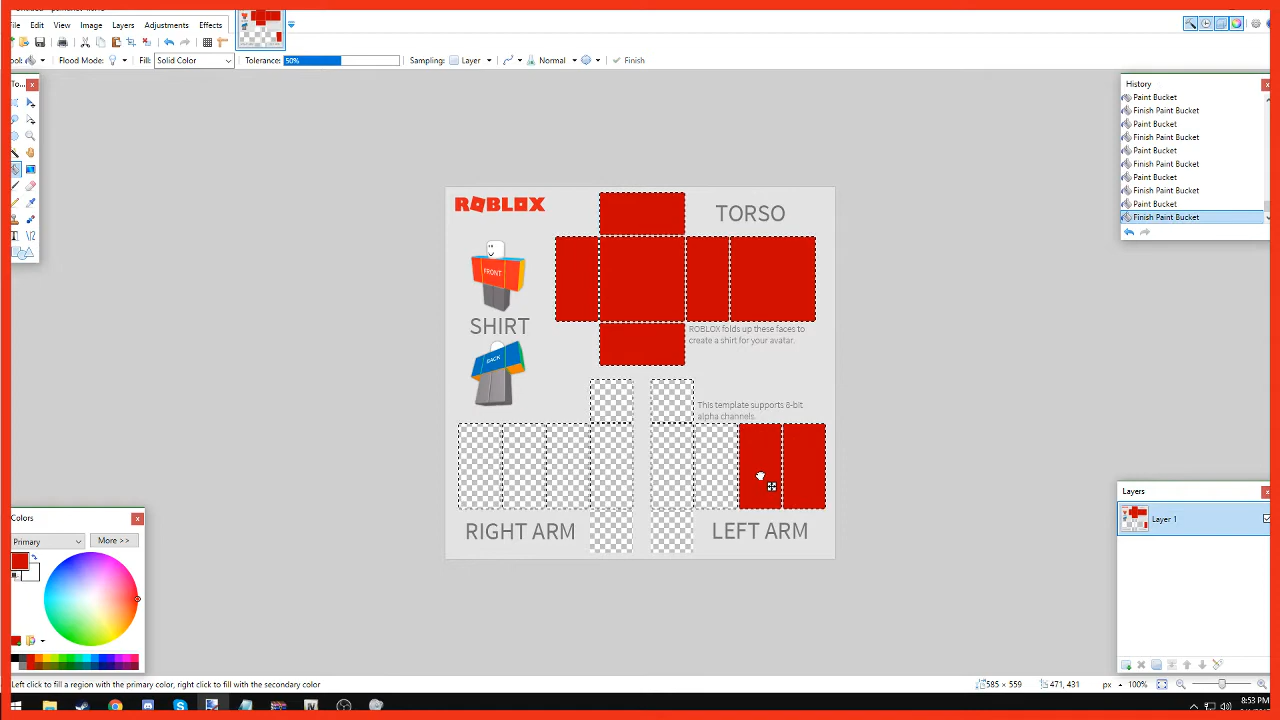 ile Edit View Image Layers Adjustments Effects
ool: Flood Mode: Fill: Solid Color Tolerance: 50% Sampling: Layer Normal Finish
To...
History
Paint Bucket
Finish Paint Bucket
Paint Bucket
Finish Paint Bucket
Paint Bucket
Finish Paint Bucket
Paint Bucket
Finish Paint Bucket
Paint Bucket
Finish Paint Bucket
ROBLOX
TORSO
FRONT
SHIRT
ROBLOX folds up these faces to
create a shirt for your avatar.
BACK
This template supports 8-bit
alpha channels.
RIGHT ARM
LEFT ARM
Layers
Layer 1
Colors
Primary More >>
Left click to fill a region with the primary color, right click to fill with the secondary color
585 × 559 471, 431 px 100%
8:53 PM